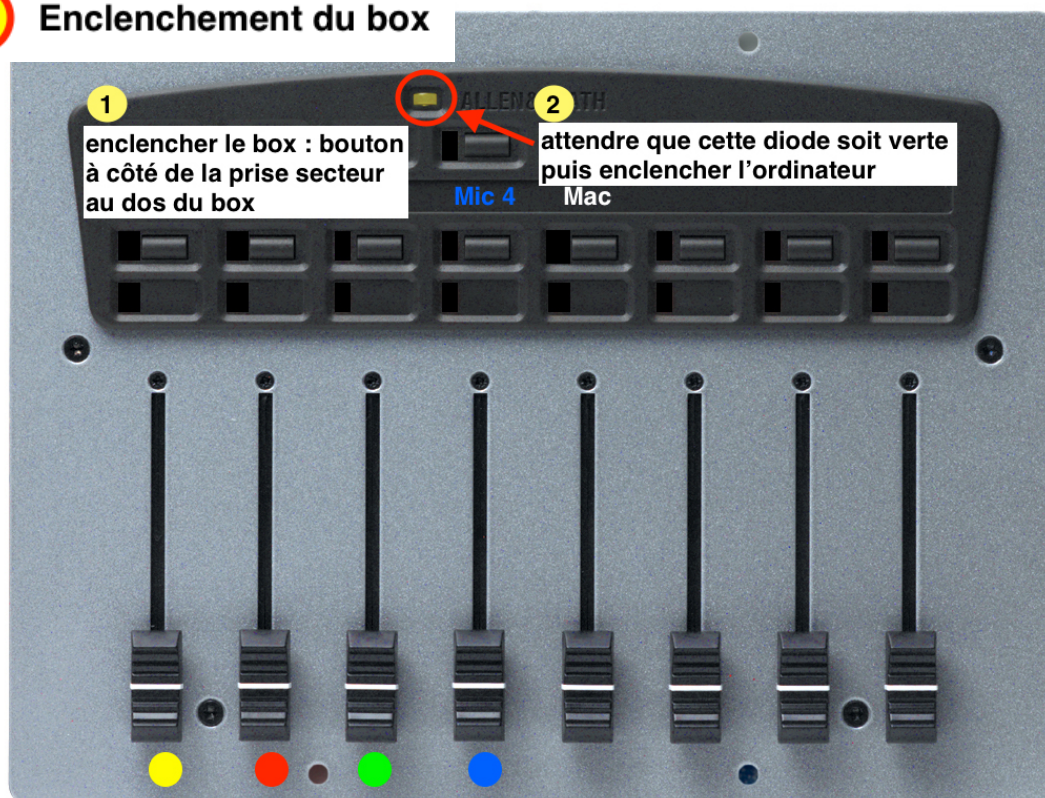 Enclenchement du box
1
enclencher le box : bouton
à côté de la prise secteur
au dos du box
ALLEN&
TH
2
attendre que cette diode soit verte
puis enclencher l'ordinateur
Mic 4
Mac